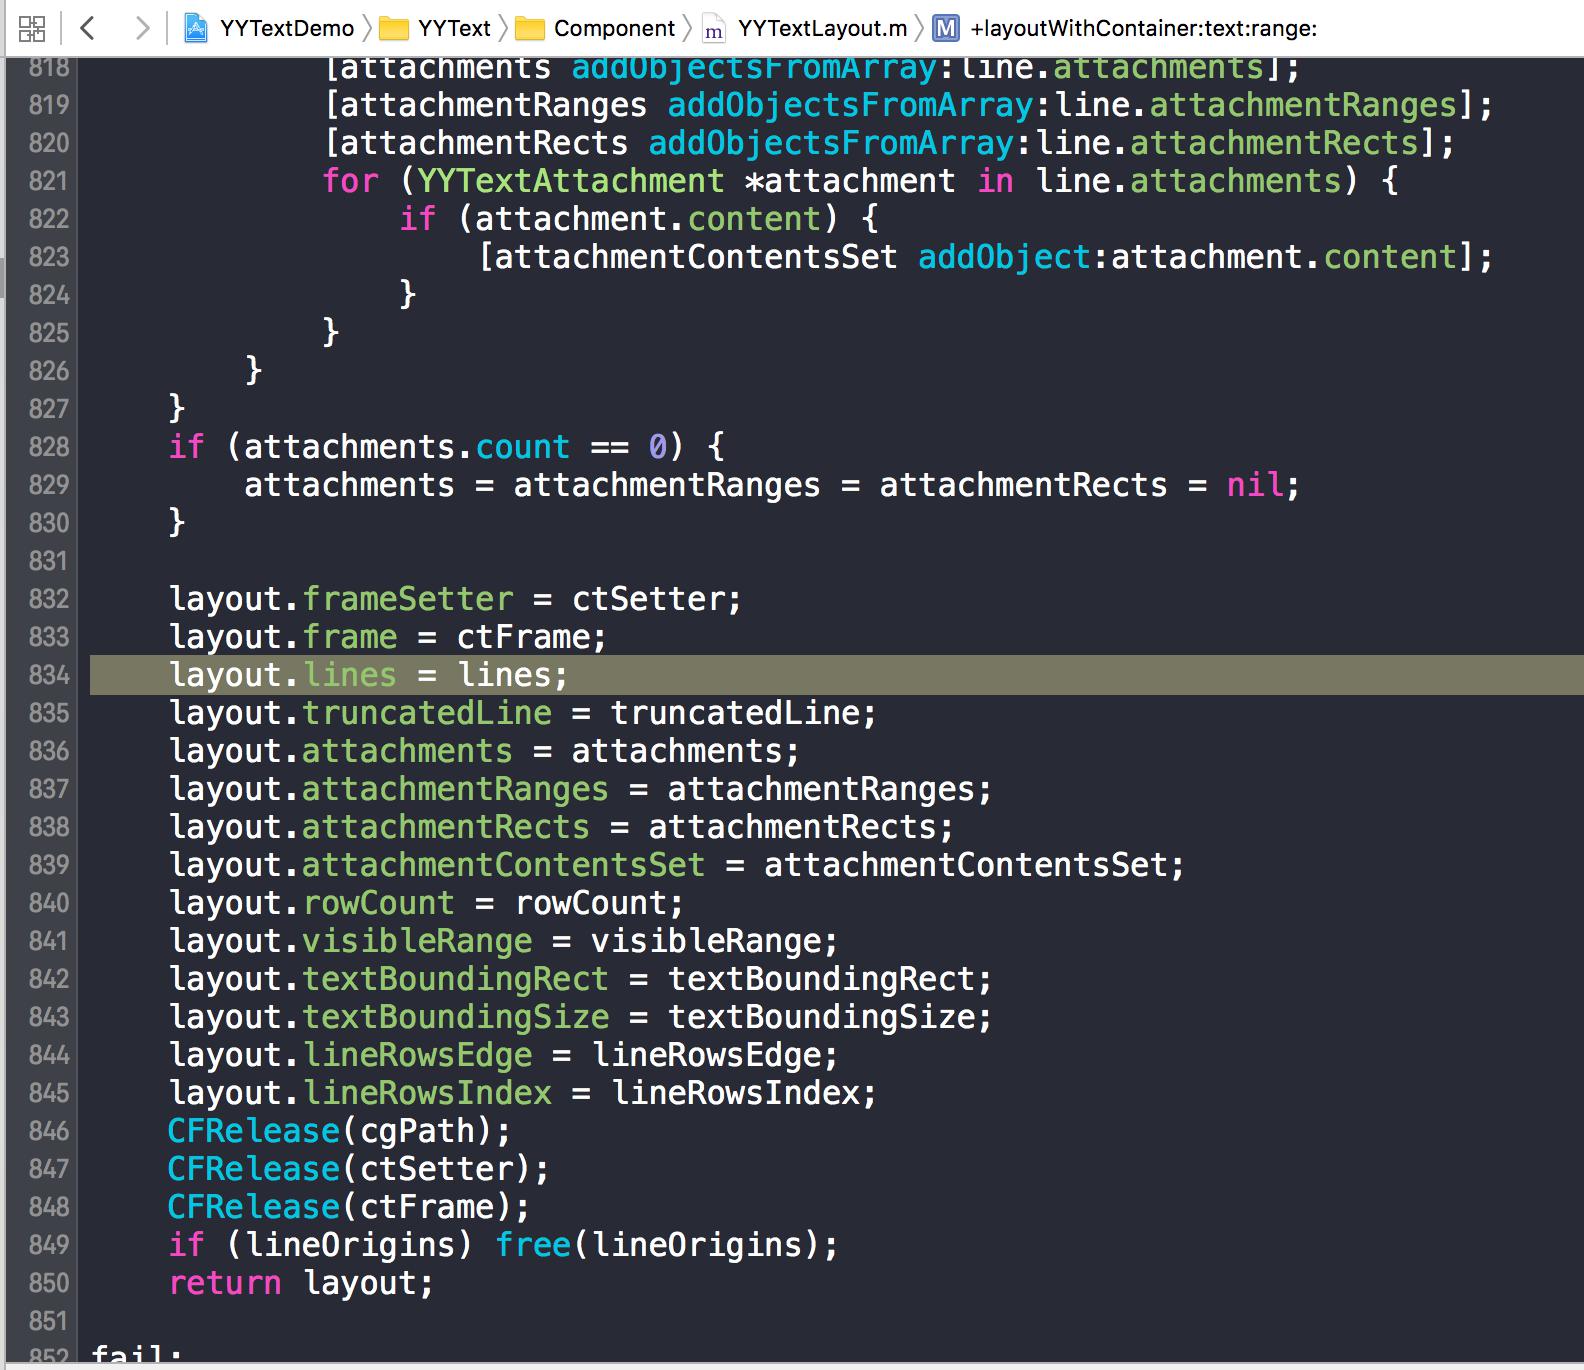 YYTextDemo YYText Component m YYTextLayout.m M +layoutWithContainer:text:range:
818 [attachments addObjectsFromArray:line.attachments];
819 [attachmentRanges addObjectsFromArray:line.attachmentRanges];
820 [attachmentRects addObjectsFromArray:line.attachmentRects];
821 for (YYTextAttachment *attachment in line.attachments) {
822 if (attachment.content) {
823 [attachmentContentsSet addObject:attachment.content];
824 }
825 }
826 }
827 }
828 if (attachments.count == 0) {
829 attachments = attachmentRanges = attachmentRects = nil;
830 }
831
832 layout.frameSetter = ctSetter;
833 layout.frame = ctFrame;
834 layout.lines = lines;
835 layout.truncatedLine = truncatedLine;
836 layout.attachments = attachments;
837 layout.attachmentRanges = attachmentRanges;
838 layout.attachmentRects = attachmentRects;
839 layout.attachmentContentsSet = attachmentContentsSet;
840 layout.rowCount = rowCount;
841 layout.visibleRange = visibleRange;
842 layout.textBoundingRect = textBoundingRect;
843 layout.textBoundingSize = textBoundingSize;
844 layout.lineRowsEdge = lineRowsEdge;
845 layout.lineRowsIndex = lineRowsIndex;
846 CFRelease(cgPath);
847 CFRelease(ctSetter);
848 CFRelease(ctFrame);
849 if (lineOrigins) free(lineOrigins);
850 return layout;
851
852 fail: